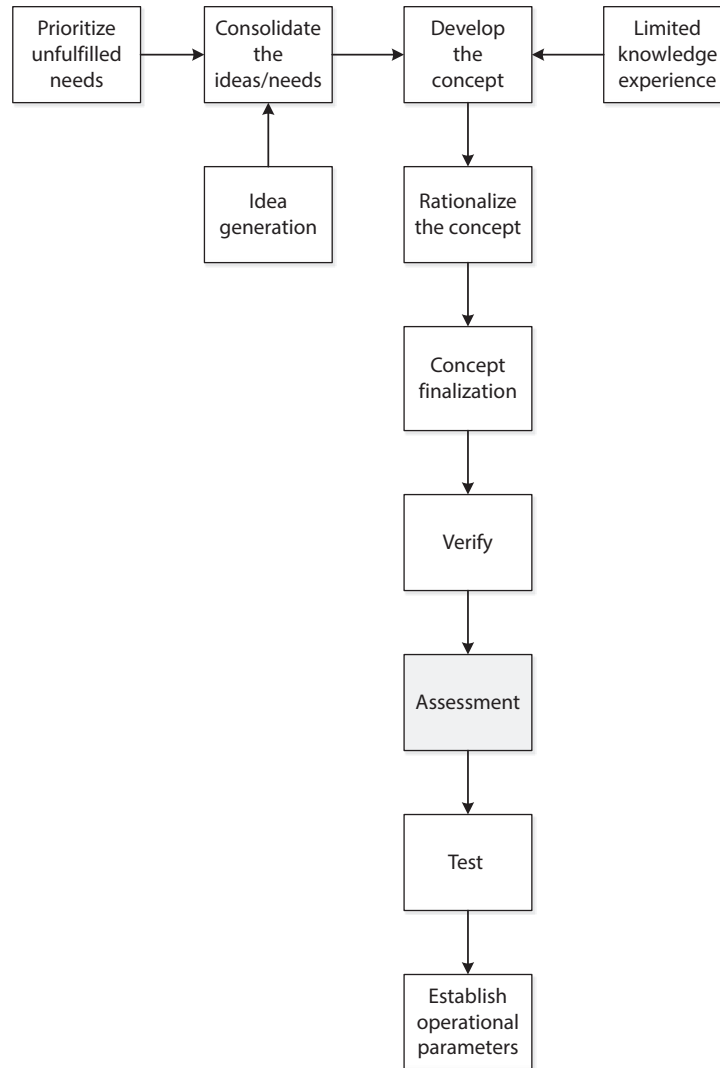 Prioritize
unfulfilled
needs
Consolidate
the
ideas/needs
Develop
the
concept
Limited
knowledge
experience
Idea
generation
Rationalize
the concept
Concept
finalization
Verify
Assessment
Test
Establish
operational
parameters